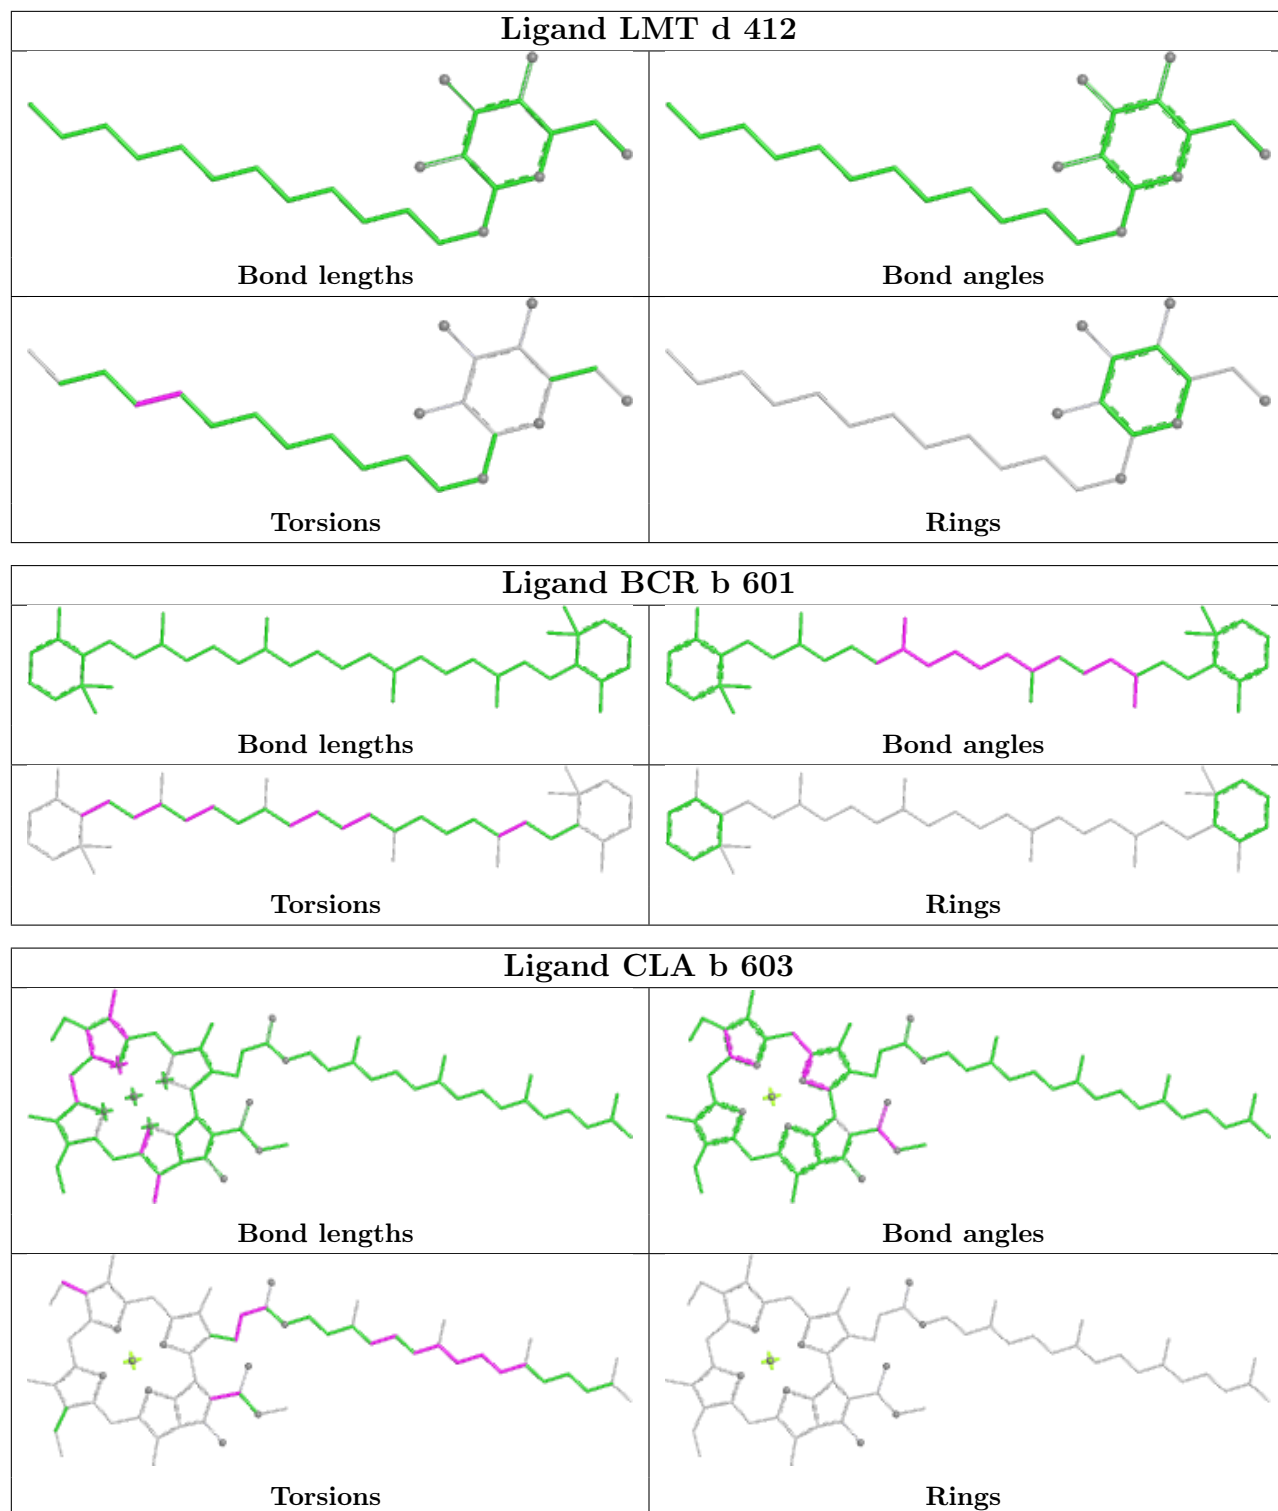 Ligand LMT d 412
Bond lengths
Bond angles
Torsions
Rings
Ligand BCR b 601
Bond lengths
Bond angles
Torsions
Rings
Ligand CLA b 603
Bond lengths
Bond angles
Torsions
Rings